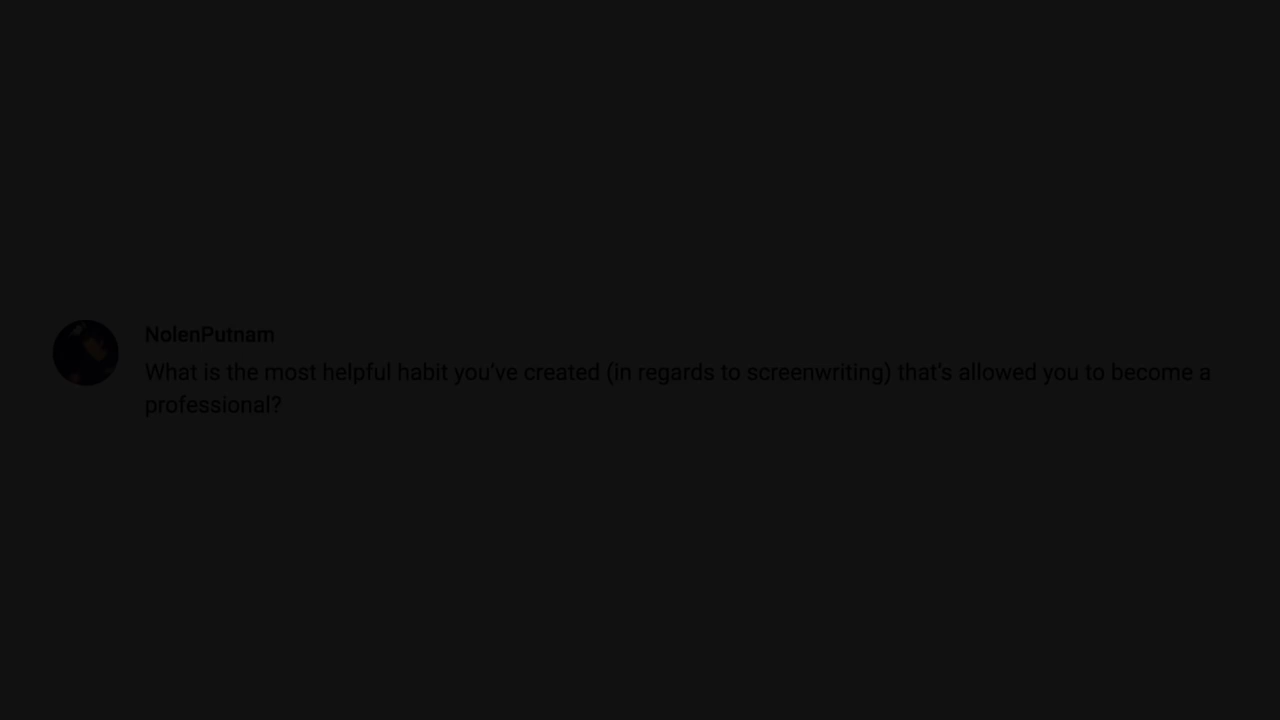 NolenPutnam
What is the most helpful habit you've created (in regards to screenwriting) that's allowed you to become a
professional?